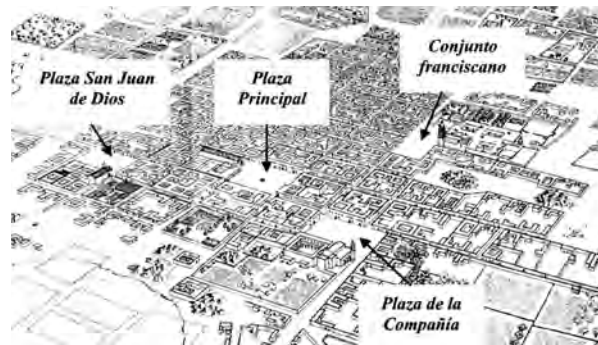 Conjunto
franciscano
Plaza San Juan
de Dios
Plaza
Principal
Plaza de la
Compañía